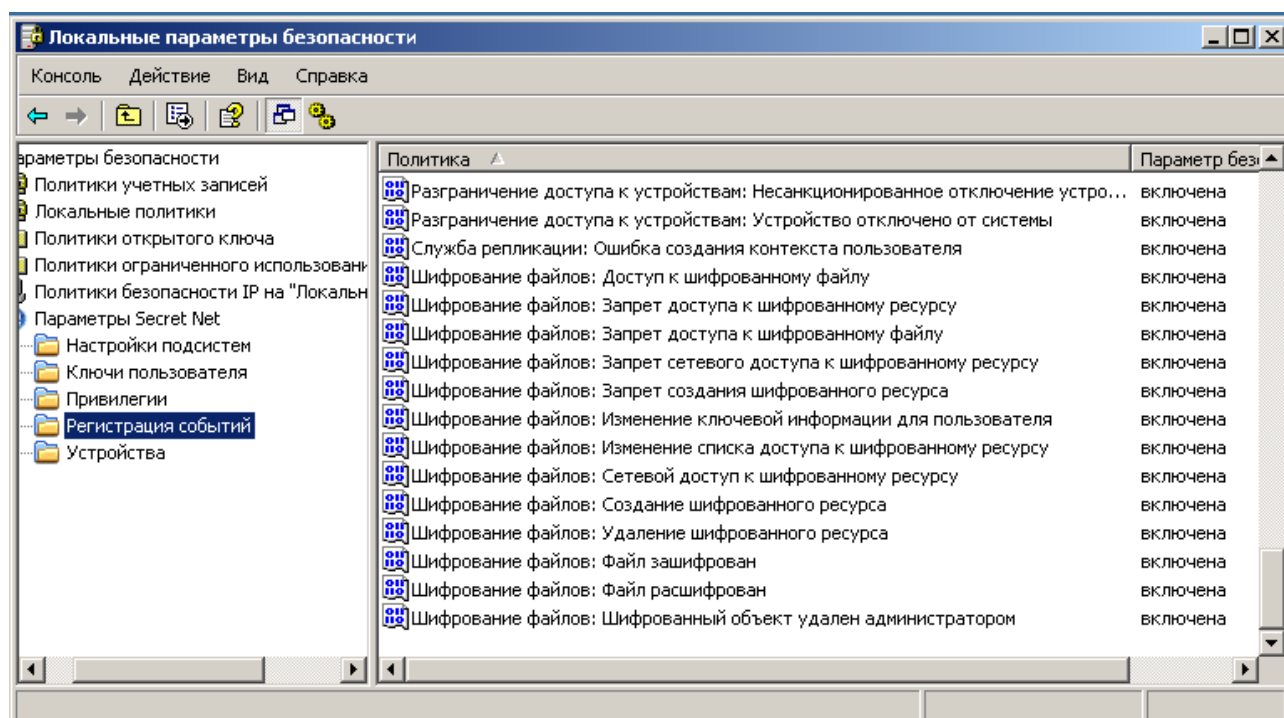 Локальные параметры безопасности
Консоль Действие Вид Справка
араметры безопасности
Политики учетных записей
Локальные политики
Политики открытого ключа
Политики ограниченного использовани
Политики безопасности IP на "Локальн
Параметры Secret Net
Настройки подсистем
Ключи пользователя
Привилегии
Регистрация событий
Устройства
Политика Параметр без
Разграничение доступа к устройствам: Несанкционированное отключение устро... включена
Разграничение доступа к устройствам: Устройство отключено от системы включена
Служба репликации: Ошибка создания контекста пользователя включена
Шифрование файлов: Доступ к шифрованному файлу включена
Шифрование файлов: Запрет доступа к шифрованному ресурсу включена
Шифрование файлов: Запрет доступа к шифрованному файлу включена
Шифрование файлов: Запрет сетевого доступа к шифрованному ресурсу включена
Шифрование файлов: Запрет создания шифрованного ресурса включена
Шифрование файлов: Изменение ключевой информации для пользователя включена
Шифрование файлов: Изменение списка доступа к шифрованному ресурсу включена
Шифрование файлов: Сетевой доступ к шифрованному ресурсу включена
Шифрование файлов: Создание шифрованного ресурса включена
Шифрование файлов: Удаление шифрованного ресурса включена
Шифрование файлов: Файл зашифрован включена
Шифрование файлов: Файл расшифрован включена
Шифрование файлов: Шифрованный объект удален администратором включена